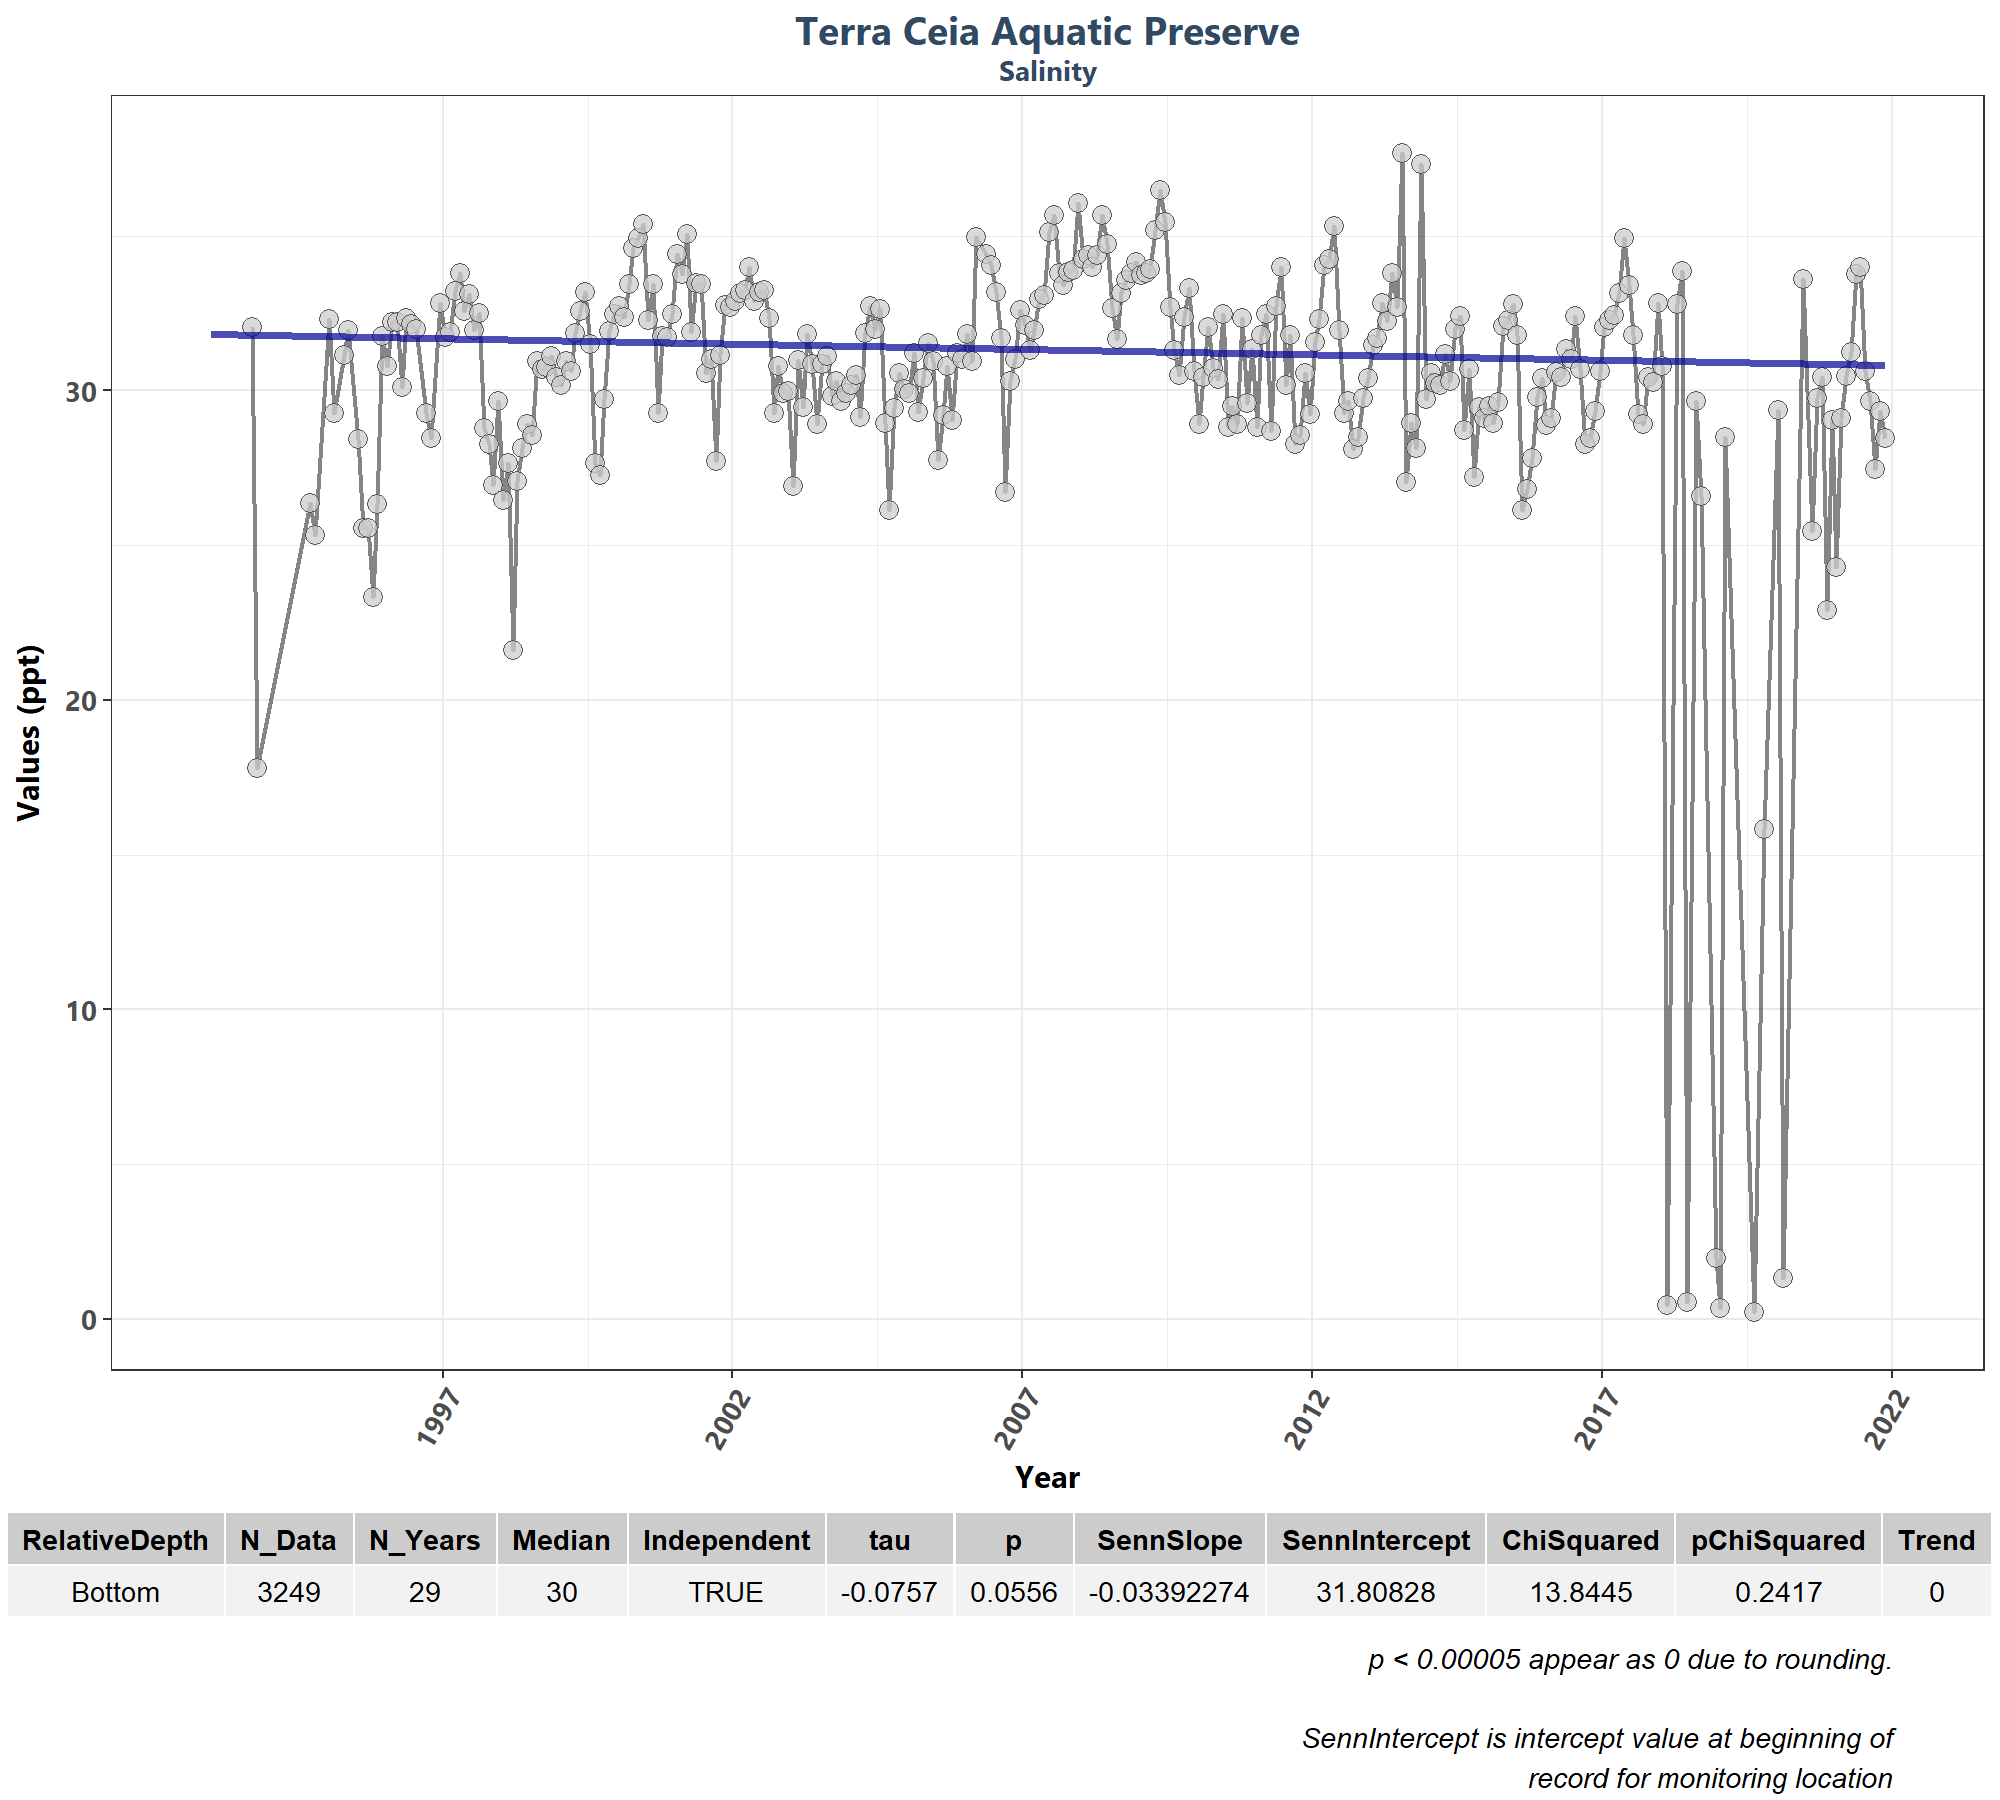 Terra Ceia Aquatic Preserve
Salinity
Values (ppt)
30
20
10
0
1997
2002
2007
2012
2017
2022
Year
RelativeDepth N_Data N_Years Median Independent tau p SennSlope SennIntercept ChiSquared pChiSquared Trend
Bottom 3249 29 30 TRUE -0.0757 0.0556 -0.03392274 31.80828 13.8445 0.2417 0
p < 0.00005 appear as 0 due to rounding.
SennIntercept is intercept value at beginning of
record for monitoring location